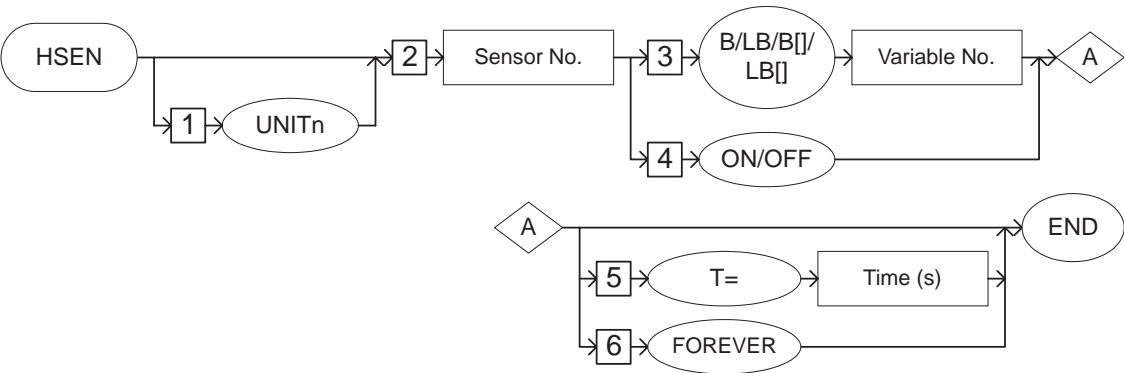 HSEN
2
Sensor No.
3
B/LB/B[]/
LB[]
Variable No.
A
1
UNITn
4
ON/OFF
A
END
5
T=
Time (s)
6
FOREVER